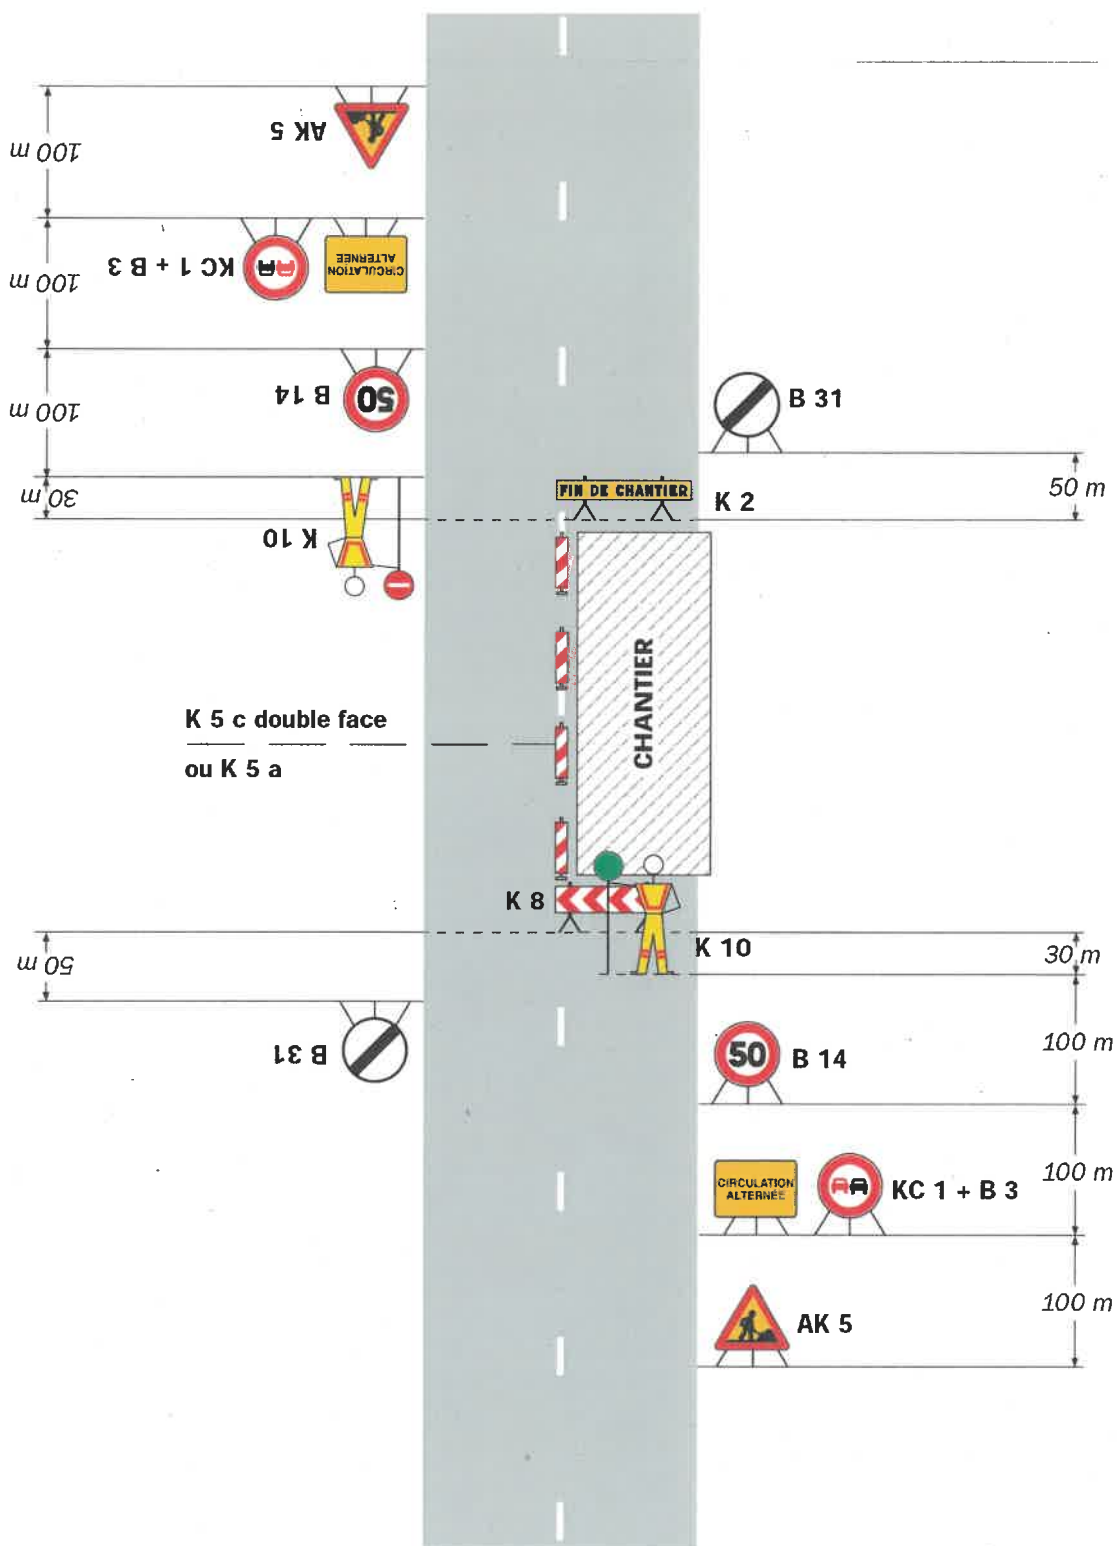 AK 5
100 m
KC 1 + B 3
CIRCULATION
ALTERNÉE
100 m
B 14
50
100 m
B 31
FIN DE CHANTIER
K 2
50 m
30 m
K 10
CHANTIER
K 5 c double face
ou K 5 a
K 8
K 10
30 m
50 m
B 31
50
B 14
100 m
CIRCULATION
ALTERNÉE
KC 1 + B 3
100 m
AK 5
100 m